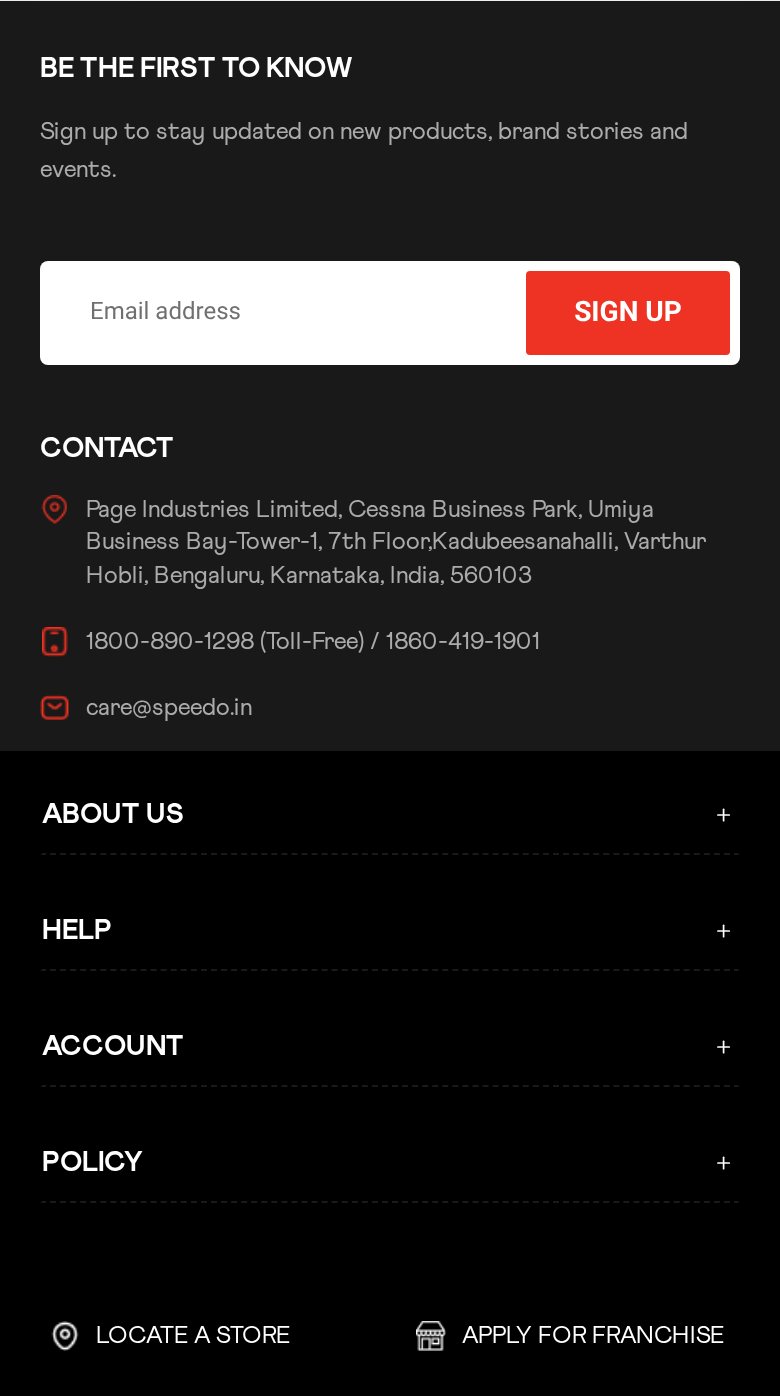 BE THE FIRST TO KNOW
Sign up to stay updated on new products, brand stories and
events.
Email address
SIGN UP
CONTACT
Page Industries Limited, Cessna Business Park, Umiya
Business Bay-Tower-1, 7th Floor,Kadubeesanahalli, Varthur
Hobli, Bengaluru, Karnataka, India, 560103
1800-890-1298 (Toll-Free) / 1860-419-1901
care@speedo.in
ABOUT US +
HELP +
ACCOUNT +
POLICY +
LOCATE A STORE
APPLY FOR FRANCHISE